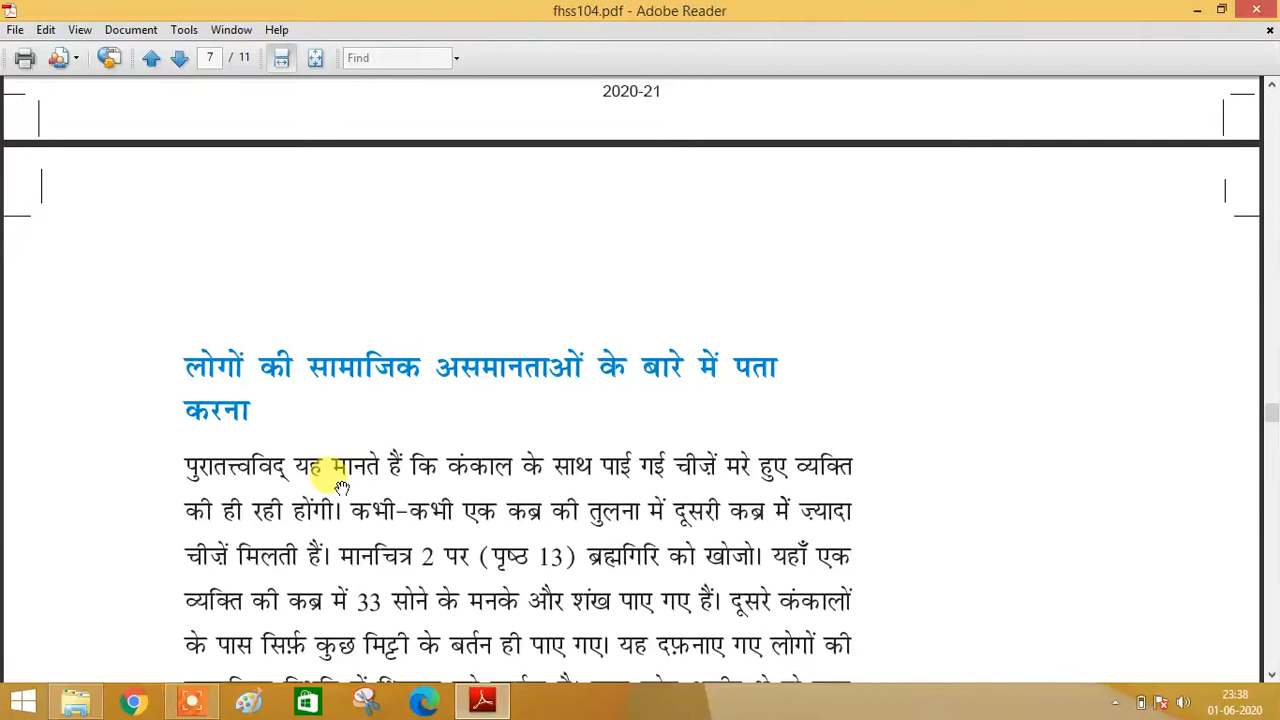 fhss104.pdf - Adobe Reader
File Edit View Document Tools Window Help
7 / 11 Find
2020-21
लोगों की सामाजिक असमानताओं के बारे में पता
करना
पुरातत्त्वविद् यह मानते हैं कि कंकाल के साथ पाई गई चीज़ें मरे हुए व्यक्ति
की ही रही होंगी। कभी-कभी एक कब्र की तुलना में दूसरी कब्र में ज़्यादा
चीज़ें मिलती हैं। मानचित्र 2 पर (पृष्ठ 13) ब्रह्मगिरि को खोजो। यहाँ एक
व्यक्ति की कब्र में 33 सोने के मनके और शंख पाए गए हैं। दूसरे कंकालों
के पास सिर्फ़ कुछ मिट्टी के बर्तन ही पाए गए। यह दफ़नाए गए लोगों की
23:38
01-06-2020